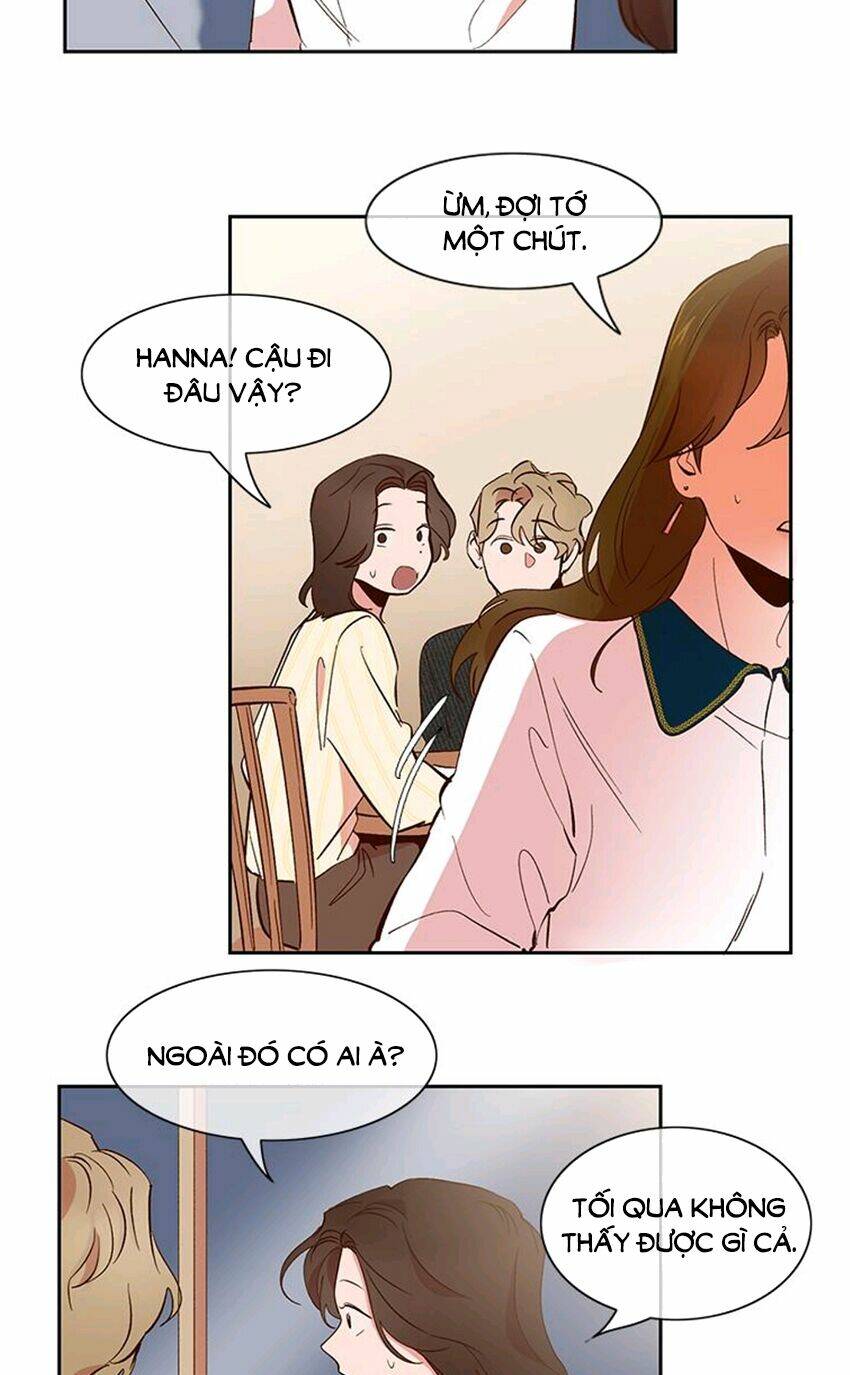 ỪM, ĐỢI TỚ
MỘT CHÚT.
HANNA! CẬU ĐI
ĐÂU VẬY?
NGOÀI ĐÓ CÓ AI À?
TỐI QUA KHÔNG
THẤY ĐƯỢC GÌ CẢ.